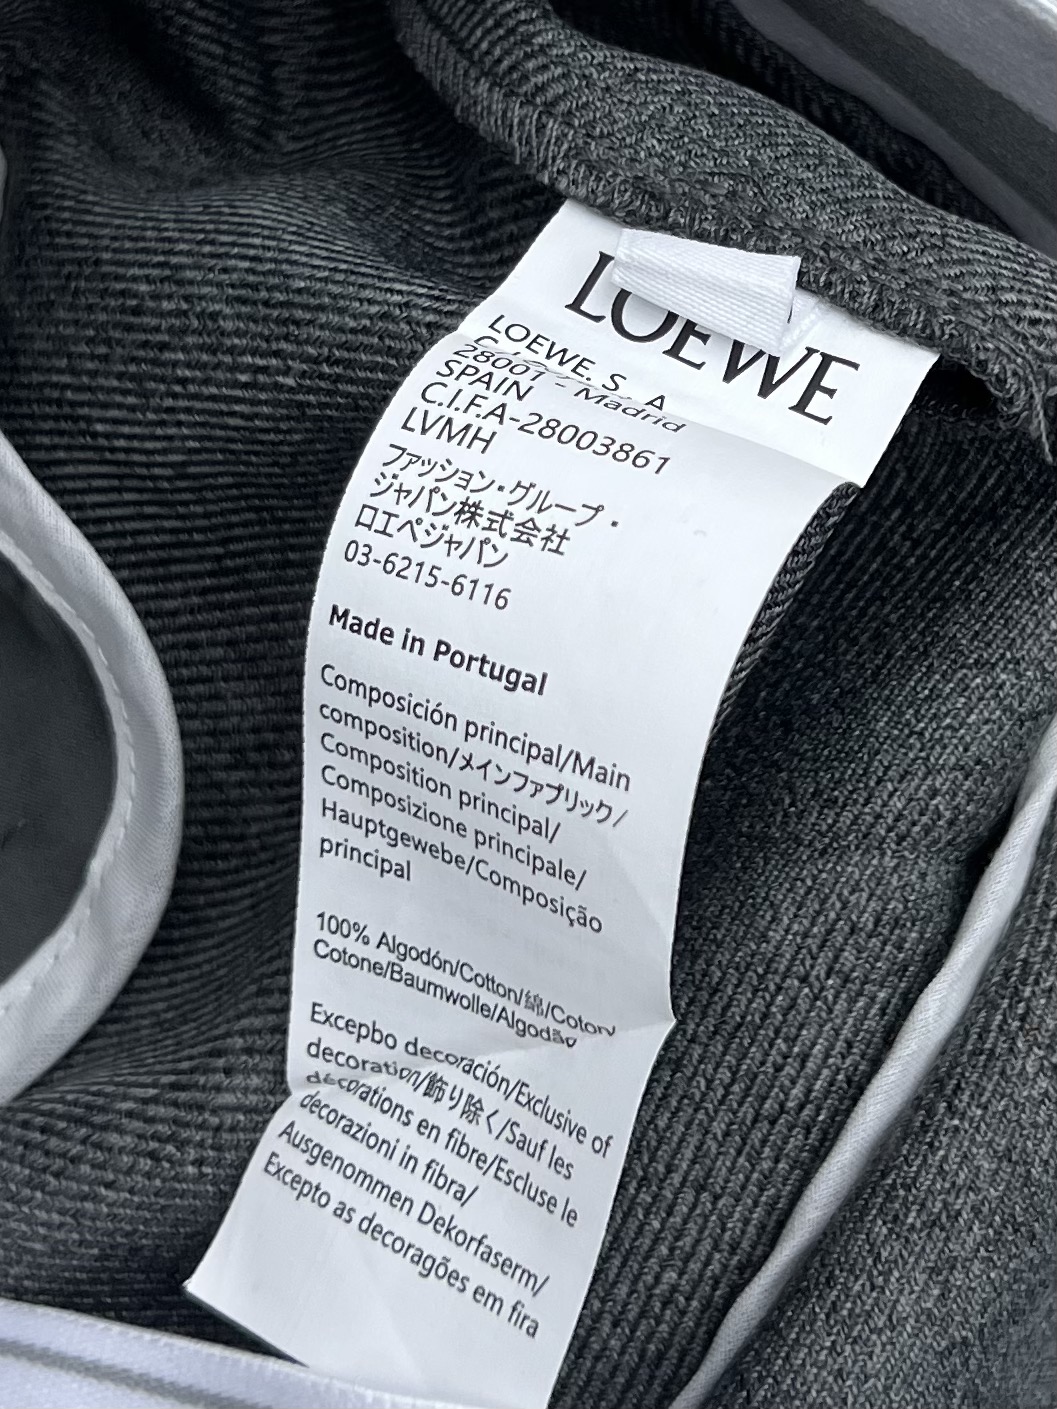 LOEWE
LOEWE. S. A
28001 - Madrid
SPAIN
C.I.F.A-28003861
LVMH
ファッション・グループ・
ジャパン株式会社
ロエベジャパン
03-6215-6116
Made in Portugal
Composición principal/Main
composition/メインファブリック/
Composition principal/
Composizione principale/
Hauptgewebe/Composição
principal
100% Algodón/Cotton/綿/Coton/
Cotone/Baumwolle/Algodão
Excepbo decoración/Exclusive of
decoration/飾り除く/Sauf les
decorations en fibre/Escluse le
decorazioni in fibra/
Ausgenommen Dekorfaserm/
Excepto as decoragões em fira